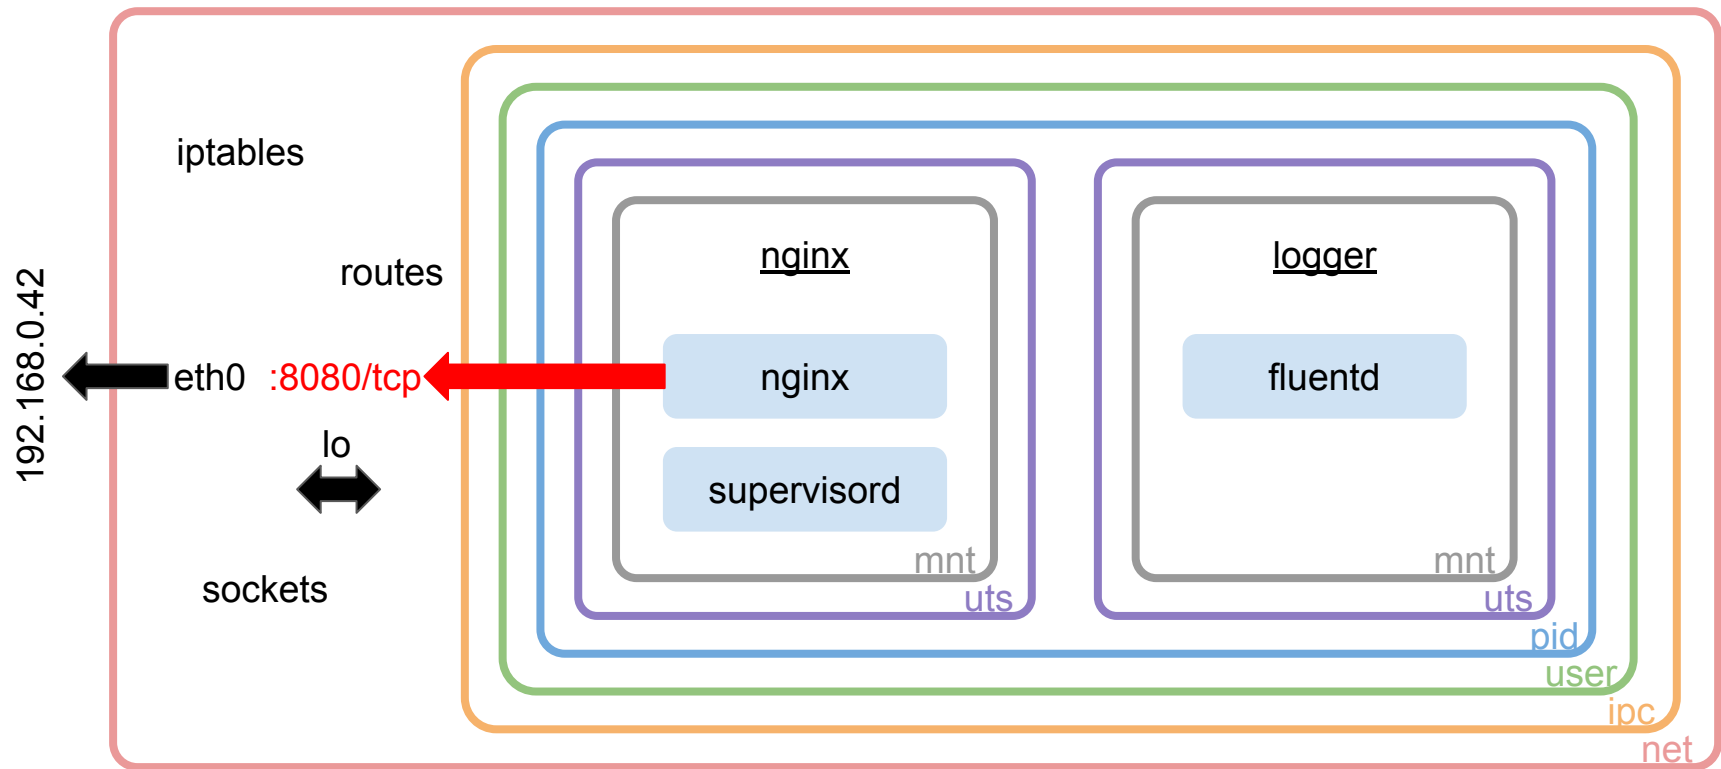 192.168.0.42
iptables
routes
eth0 :8080/tcp
lo
sockets
nginx
nginx
supervisord
mnt
uts
logger
fluentd
mnt
uts
pid
user
ipc
net